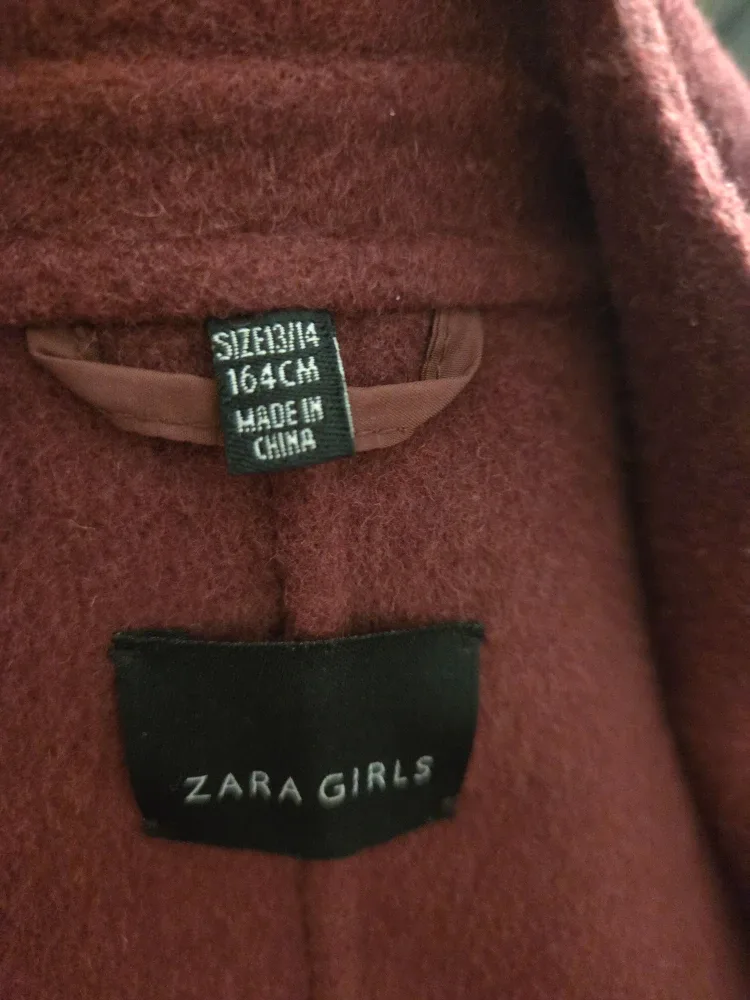 SIZE13/14
164CM
MADE IN
CHINA
ZARA GIRLS